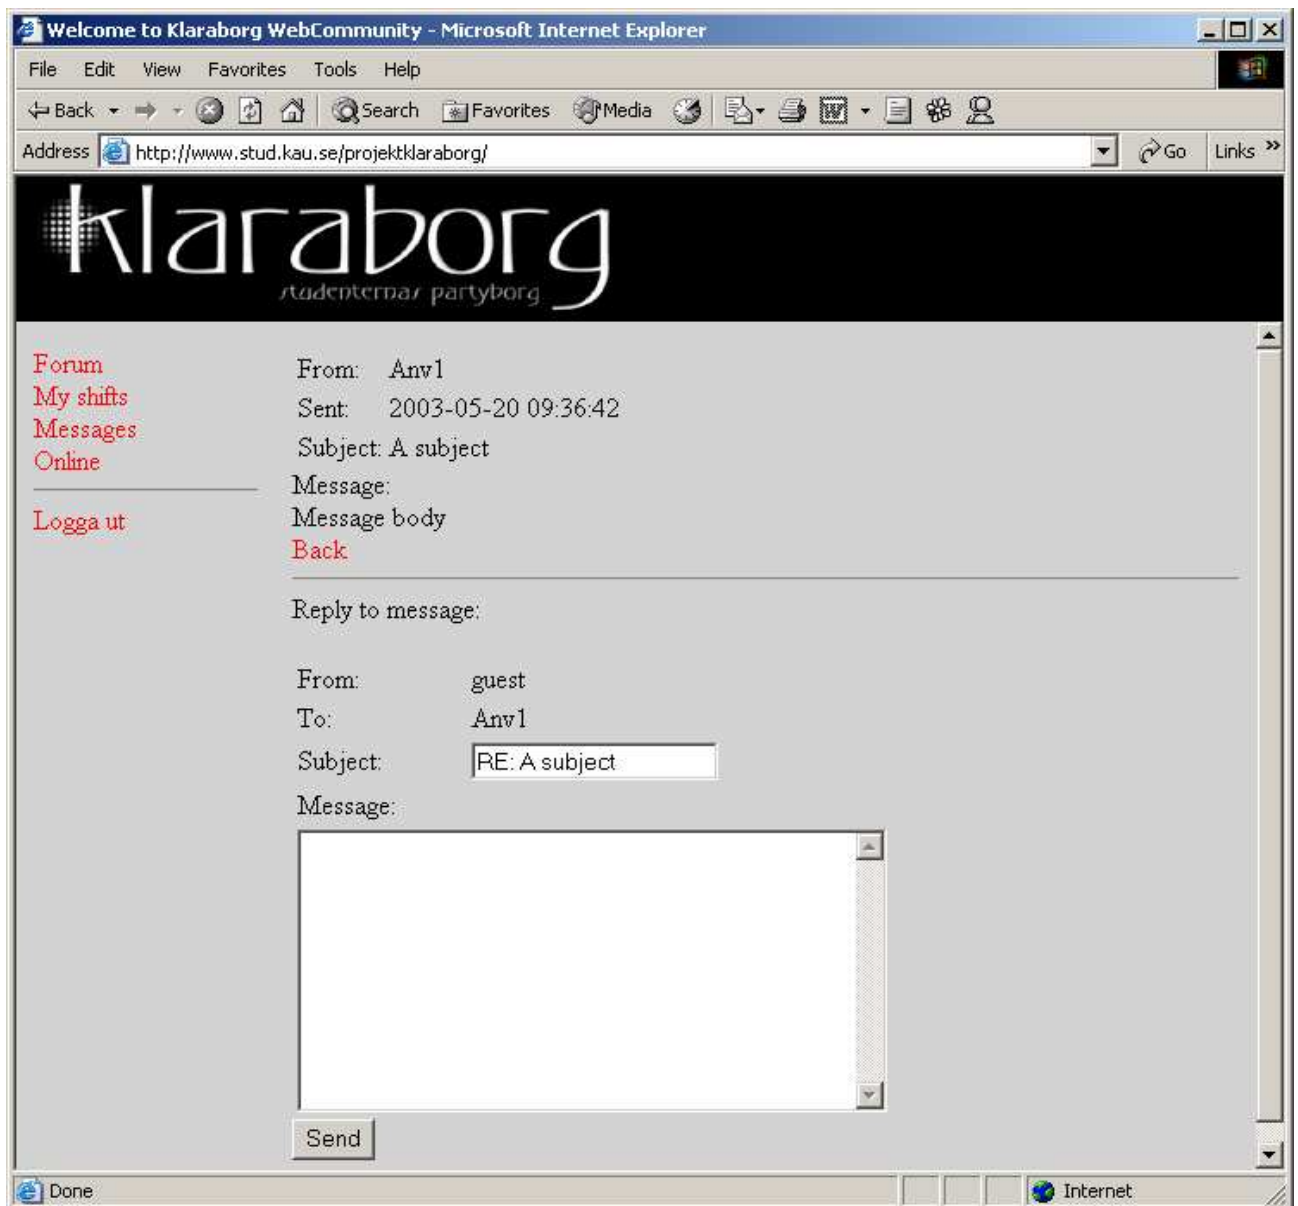 Welcome to Klaraborg WebCommunity - Microsoft Internet Explorer
File Edit View Favorites Tools Help
Back Search Favorites Media
Address http://www.stud.kau.se/projektklaraborg/ Go Links »
klaraborg
studenternas partyborg
Forum
My shifts
Messages
Online
Logga ut
From: Anv1
Sent: 2003-05-20 09:36:42
Subject: A subject
Message:
Message body
Back
Reply to message:
From: guest
To: Anv1
Subject: RE: A subject
Message:
Send
Done Internet